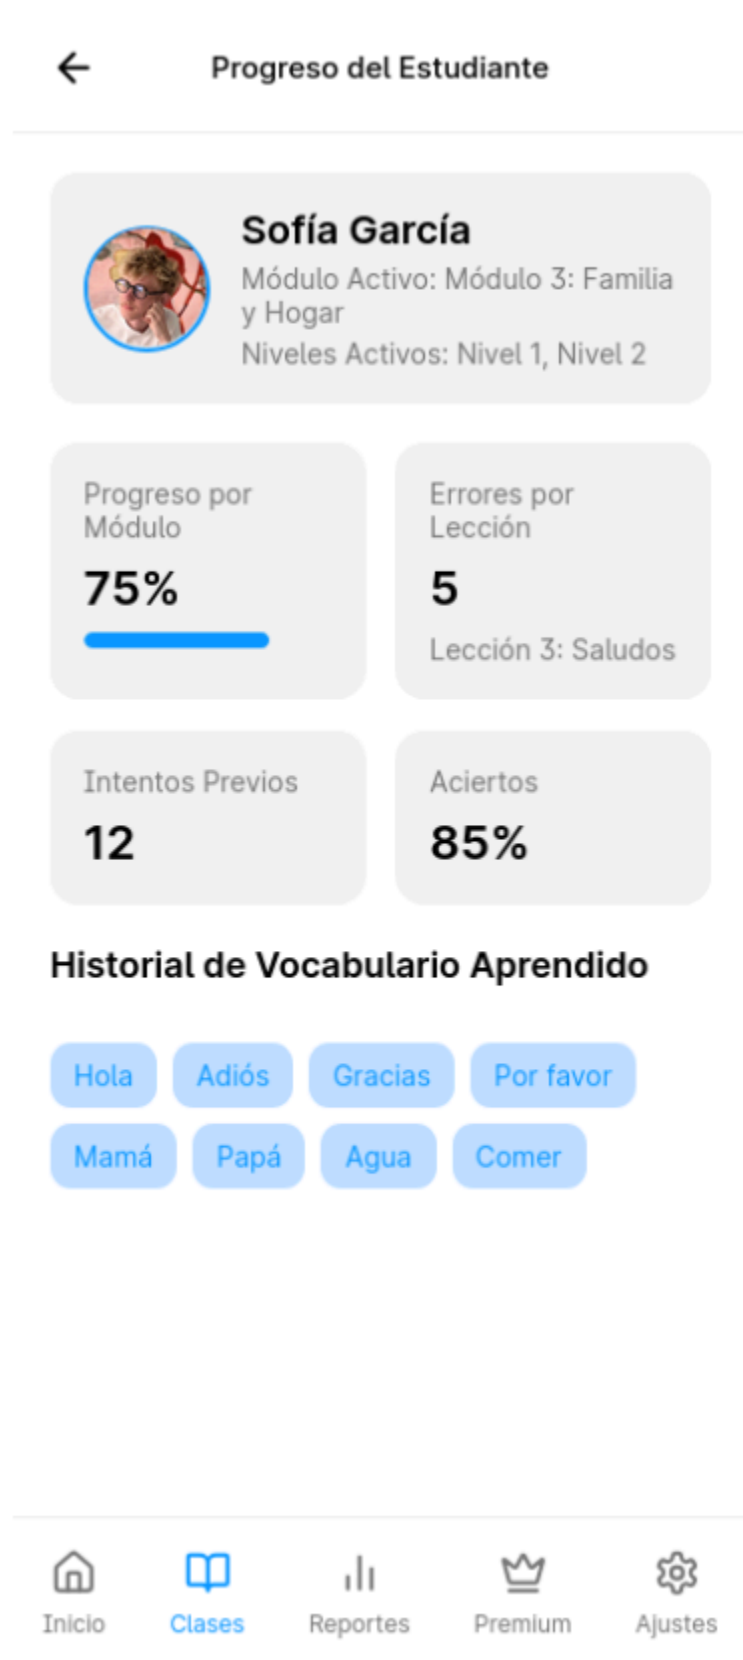 Progreso del Estudiante
Sofía García
Módulo Activo: Módulo 3: Familia
y Hogar
Niveles Activos: Nivel 1, Nivel 2
Progreso por
Módulo
75%
Errores por
Lección
5
Lección 3: Saludos
Intentos Previos
12
Aciertos
85%
Historial de Vocabulario Aprendido
Hola Adiós Gracias Por favor
Mamá Papá Agua Comer
Inicio Clases Reportes Premium Ajustes